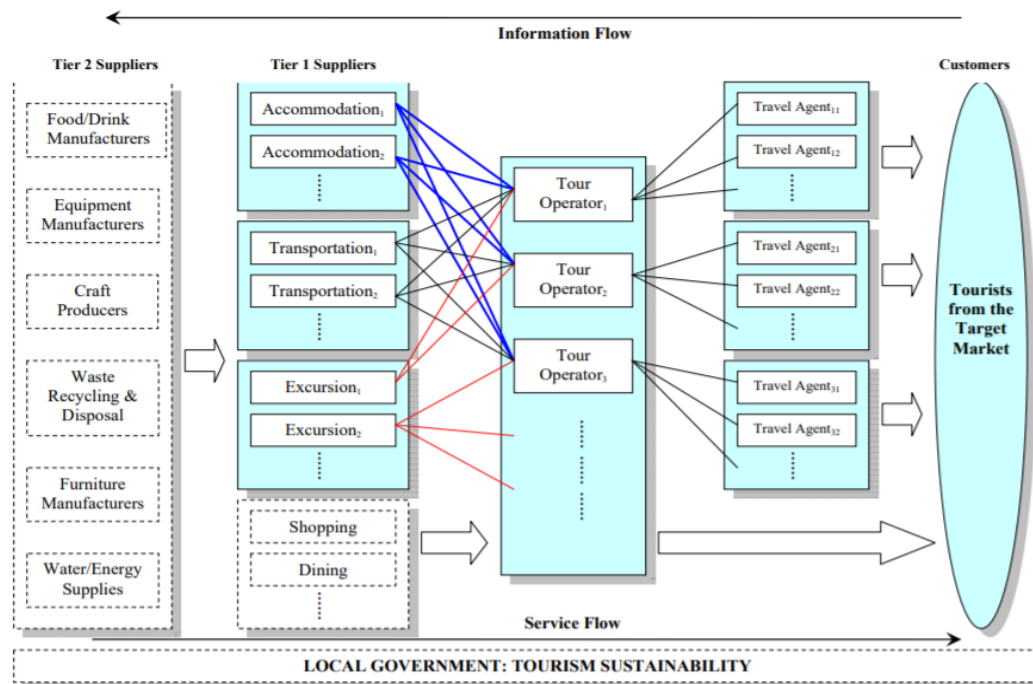 Information Flow
Tier 2 Suppliers
Food/Drink
Manufacturers
Equipment
Manufacturers
Craft
Producers
Waste
Recycling &
Disposal
Furniture
Manufacturers
Water/Energy
Supplies
Tier 1 Suppliers
Accommodation₁
Accommodation₂
Transportation₁
Transportation₂
Excursion₁
Excursion₂
Shopping
Dining
Tour
Operator₁
Tour
Operator₂
Tour
Operator₃
Travel Agent₁₁
Travel Agent₁₂
Travel Agent₂₁
Travel Agent₂₂
Travel Agent₃₁
Travel Agent₃₂
Customers
Tourists
from the
Target
Market
Service Flow
LOCAL GOVERNMENT: TOURISM SUSTAINABILITY